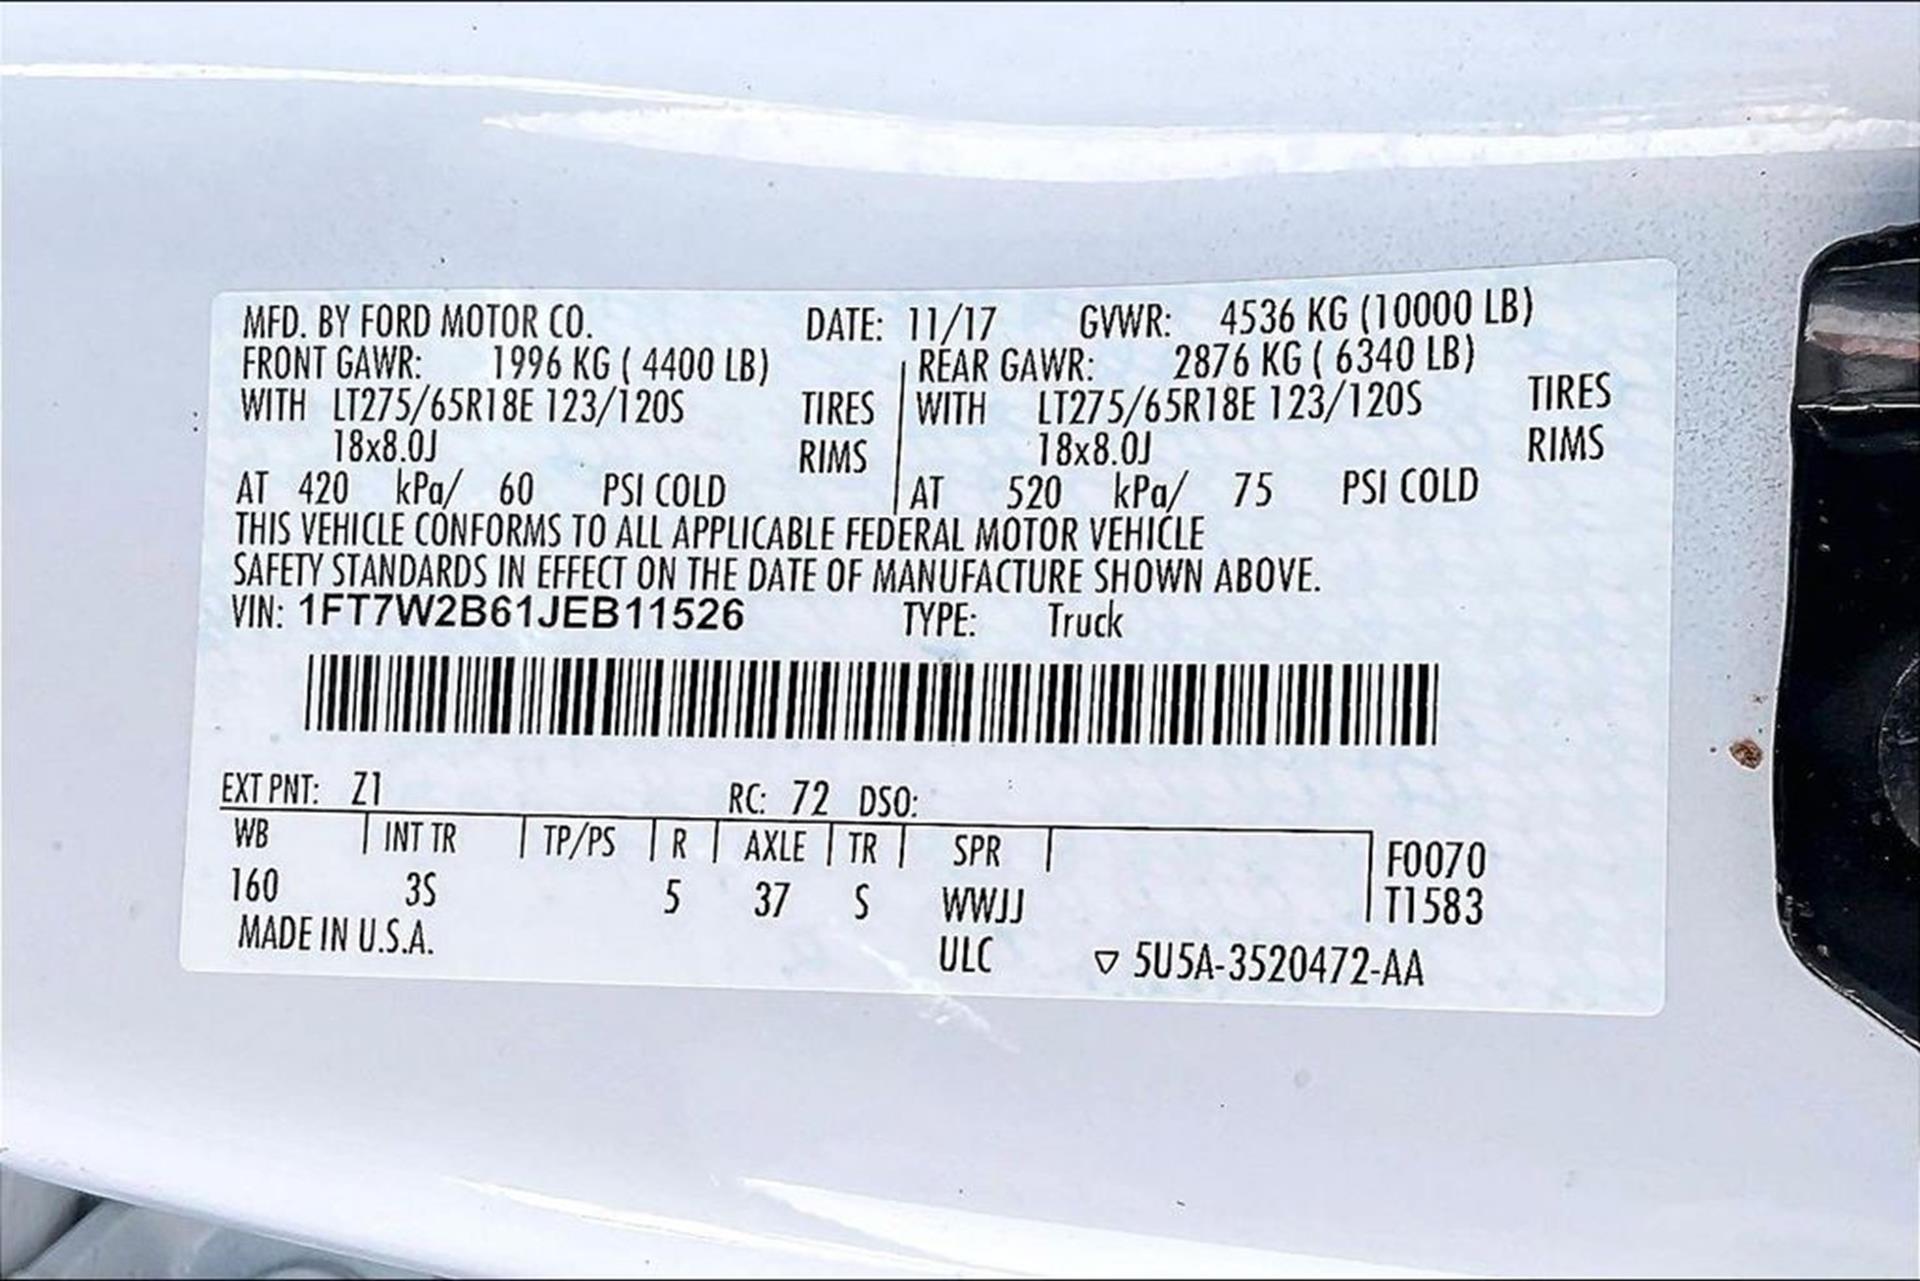 MFD. BY FORD MOTOR CO. DATE: 11/17 GVWR: 4536 KG (10000 LB)
FRONT GAWR: 1996 KG ( 4400 LB) REAR GAWR: 2876 KG ( 6340 LB)
WITH LT275/65R18E 123/120S TIRES WITH LT275/65R18E 123/120S TIRES
18x8.0J RIMS 18x8.0J RIMS
AT 420 kPa/ 60 PSI COLD AT 520 kPa/ 75 PSI COLD
THIS VEHICLE CONFORMS TO ALL APPLICABLE FEDERAL MOTOR VEHICLE
SAFETY STANDARDS IN EFFECT ON THE DATE OF MANUFACTURE SHOWN ABOVE.
VIN: 1FT7W2B61JEB11526 TYPE: Truck
EXT PNT: Z1 RC: 72 DSO:
WB INT TR TP/PS R AXLE TR SPR F0070
160 3S 5 37 S WWJJ T1583
MADE IN U.S.A. ULC ▽ 5U5A-3520472-AA